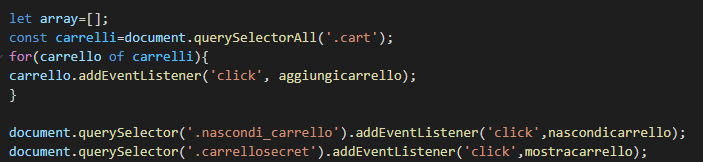 let array=[];
const carrelli=document.querySelectorAll('.cart');
for(carrello of carrelli){
carrello.addEventListener('click', aggiungicarrello);
}
document.querySelector('.nascondi_carrello').addEventListener('click',nascondicarrello);
document.querySelector('.carrellosecret').addEventListener('click',mostracarrello);